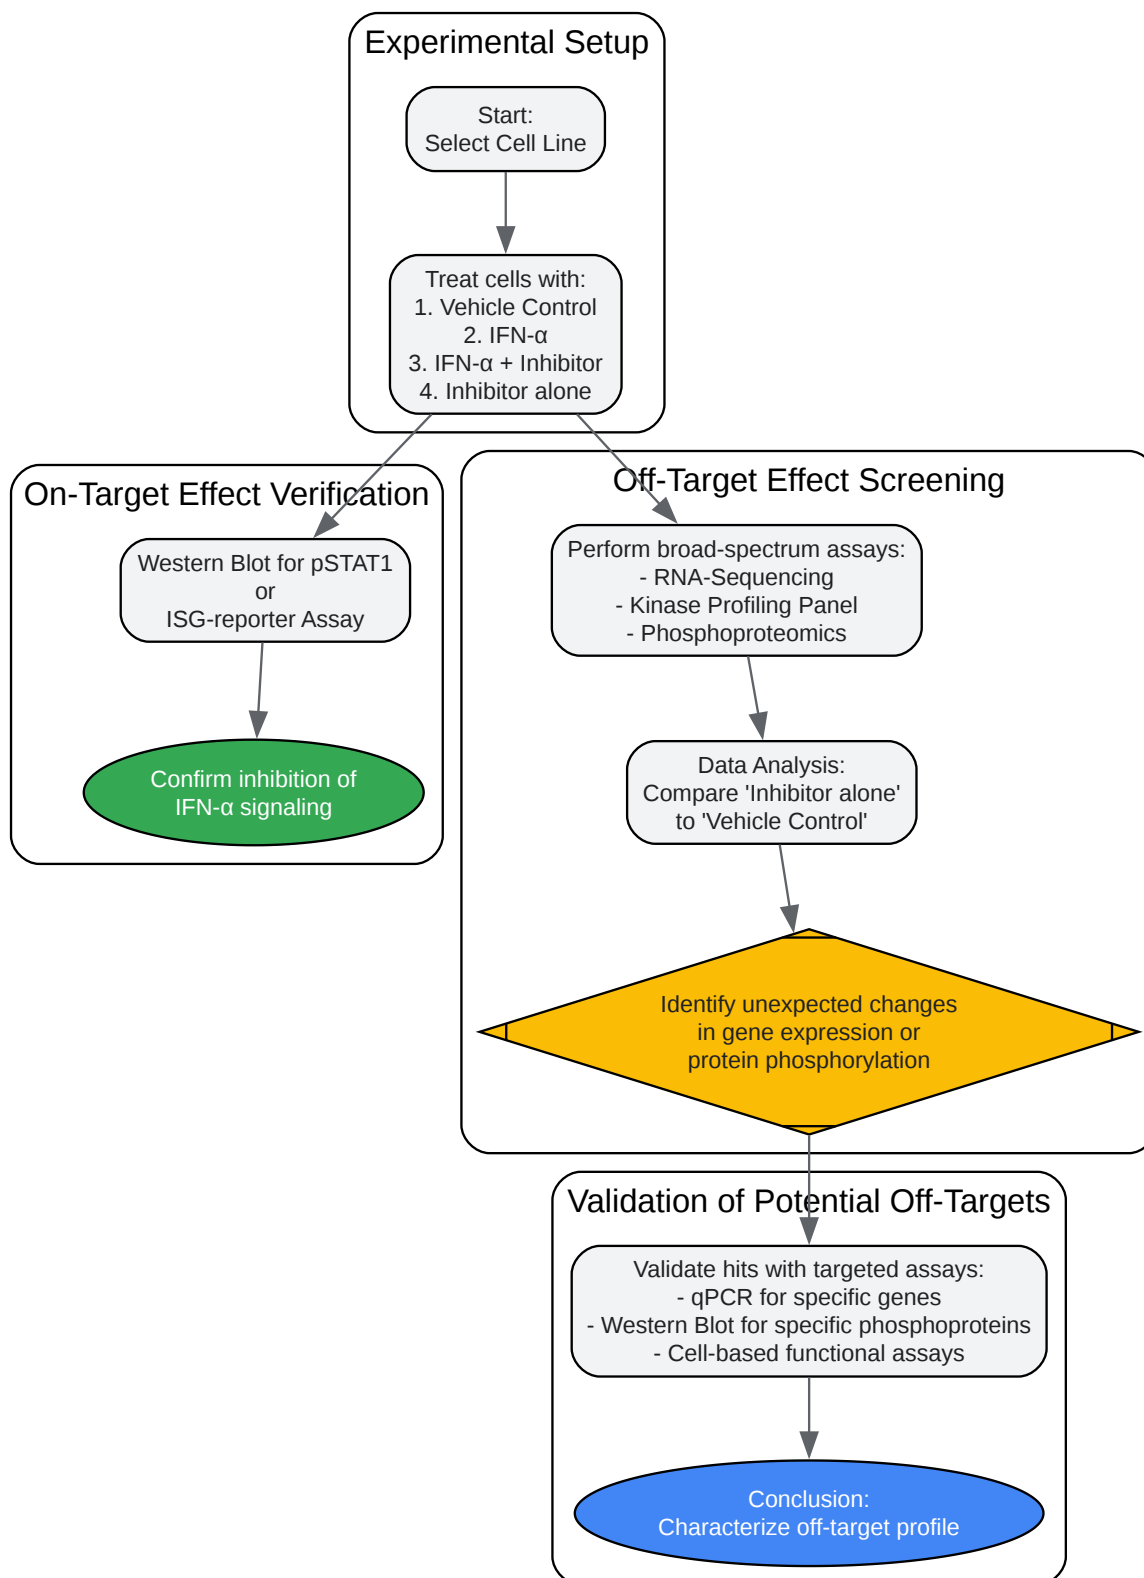 Experimental Setup
Start:
Select Cell Line
Treat cells with:
1. Vehicle Control
2. IFN-α
3. IFN-α + Inhibitor
4. Inhibitor alone
On-Target Effect Verification
Western Blot for pSTAT1
or
ISG-reporter Assay
Confirm inhibition of
IFN-α signaling
Off-Target Effect Screening
Perform broad-spectrum assays:
- RNA-Sequencing
- Kinase Profiling Panel
- Phosphoproteomics
Data Analysis:
Compare 'Inhibitor alone'
to 'Vehicle Control'
Identify unexpected changes
in gene expression or
protein phosphorylation
Validation of Potential Off-Targets
Validate hits with targeted assays:
- qPCR for specific genes
- Western Blot for specific phosphoproteins
- Cell-based functional assays
Conclusion:
Characterize off-target profile